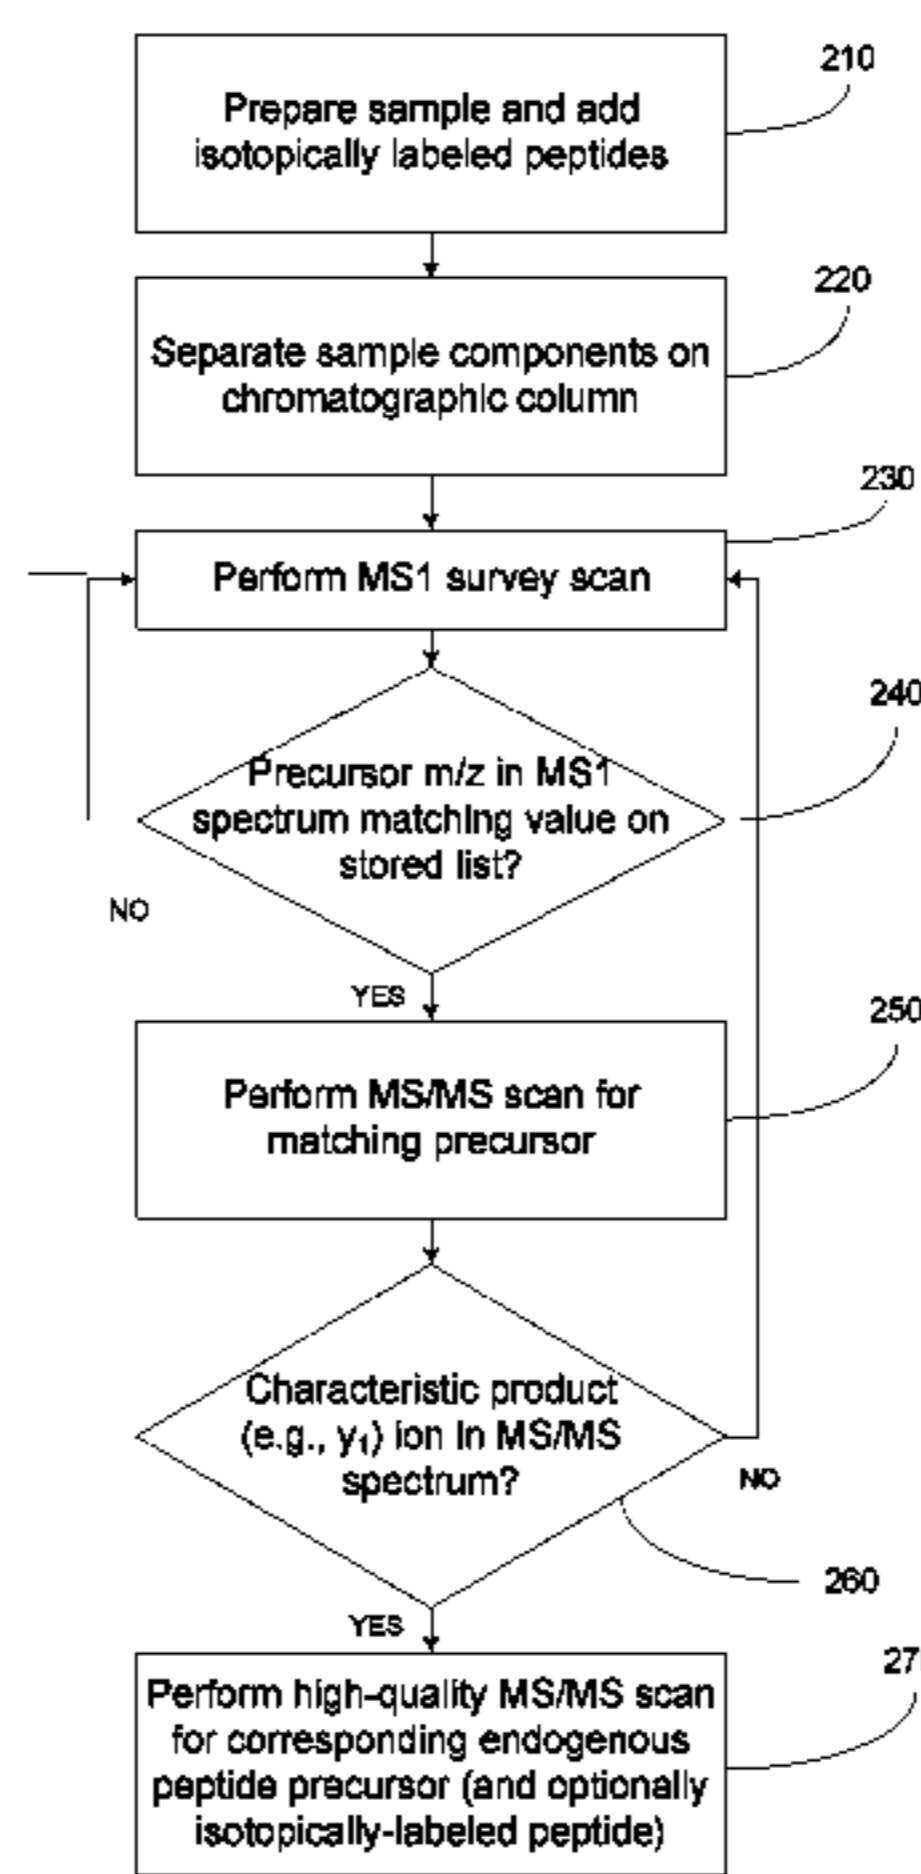 210
Prepare sample and add
isotopically labeled peptides
220
Separate sample components on
chromatographic column
230
Perform MS1 survey scan
240
Precursor m/z in MS1
spectrum matching value on
stored list?
NO
YES
250
Perform MS/MS scan for
matching precursor
Characteristic product
(e.g., y₁) ion in MS/MS
spectrum?
NO
260
YES
27
Perform high-quality MS/MS scan
for corresponding endogenous
peptide precursor (and optionally
isotopically-labeled peptide)